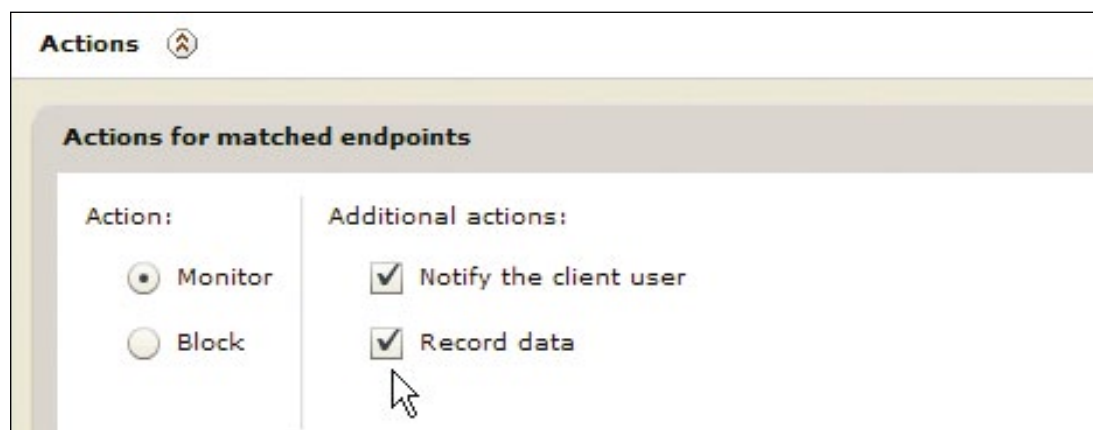 Actions
Actions for matched endpoints
Action:
Additional actions:
Monitor
Notify the client user
Block
Record data